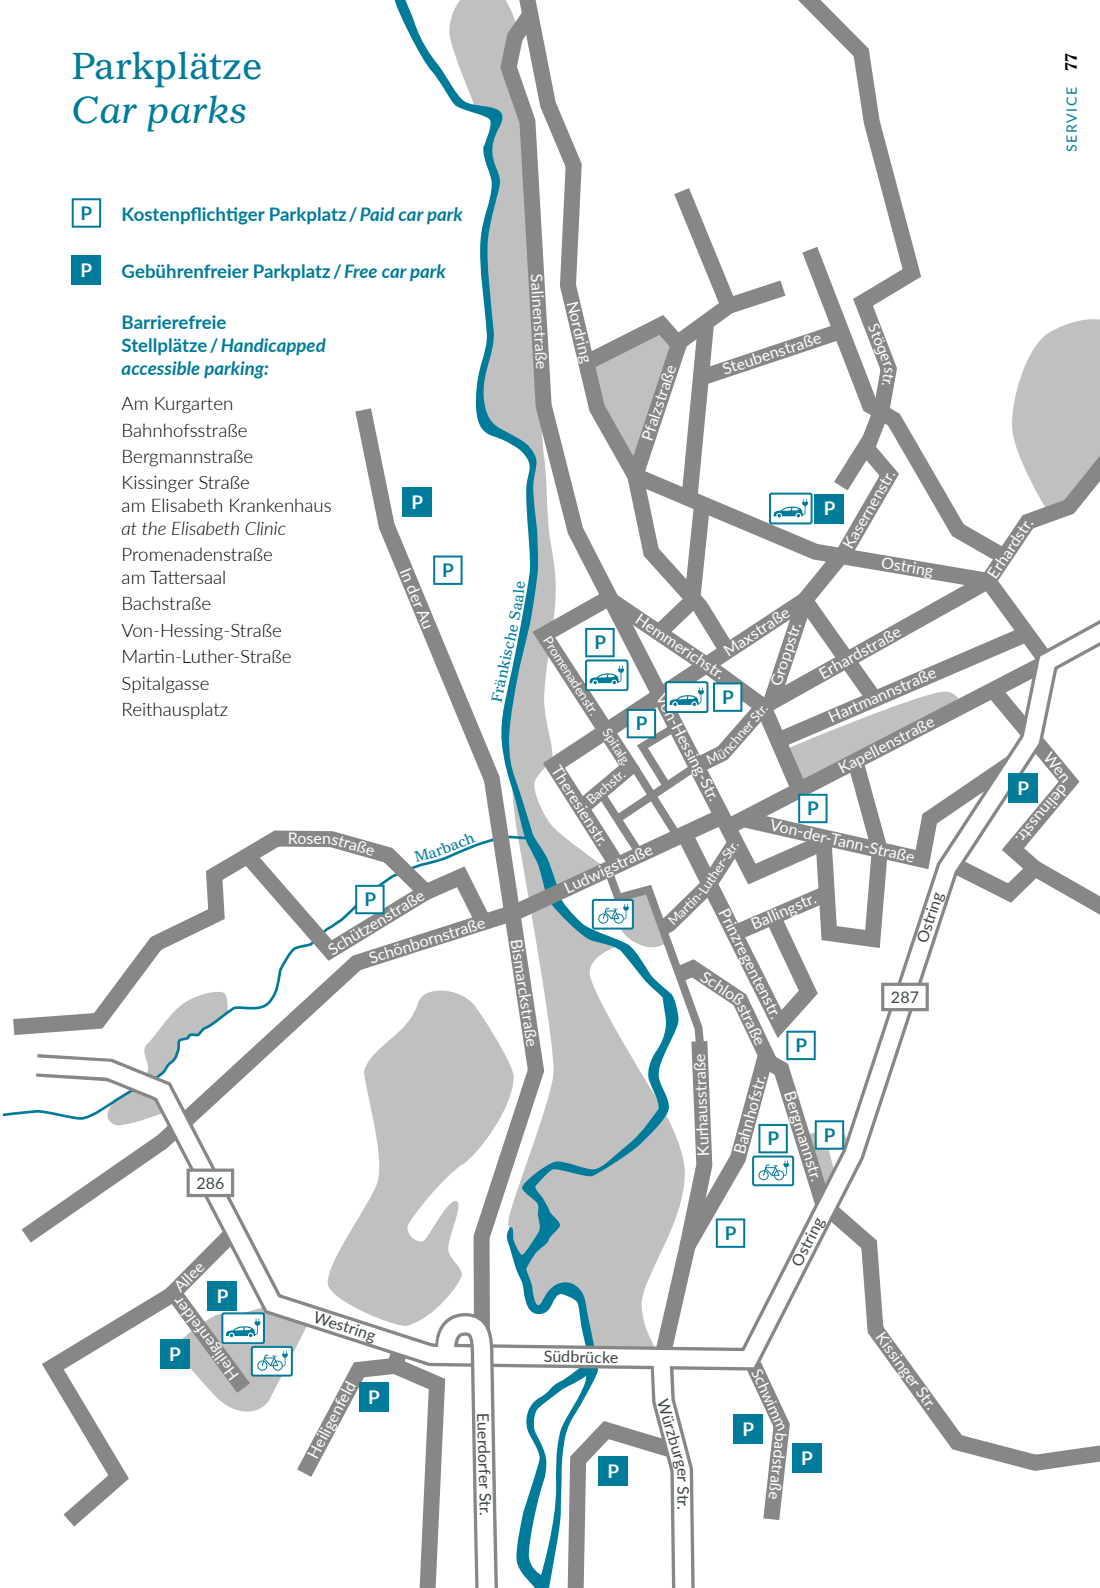 Parkplätze
Car parks
SERVICE 77
P Kostenpflichtiger Parkplatz / Paid car park
P Gebührenfreier Parkplatz / Free car park
Barrierefreie
Stellplätze / Handicapped
accessible parking:
Am Kurgarten
Bahnhofsstraße
Bergmannstraße
Kissinger Straße
am Elisabeth Krankenhaus
at the Elisabeth Clinic
Promenadenstraße
am Tattersaal
Bachstraße
Von-Hessing-Straße
Martin-Luther-Straße
Spitalgasse
Reithausplatz
Salinenstraße
Nordring
Steubenstraße
Stögerstr.
Pfalzstraße
P
P
Kasernenstr.
P
In der Au
Ostring
Erhardstr.
Fränkische Saale
Hemmerichstr.
Maxstraße
Groppstr.
Erhardstraße
P
Promenadenstr.
Hartmannstraße
P
P
Von-Hessing-Str.
Münchner Str.
Kapellenstraße
Spitalg.
Bachstr.
Theresienstr.
P
P
Wendelinusstr.
Von-der-Tann-Straße
Rosenstraße
Marbach
Ludwigstraße
Martin-Luther-Str.
P
Schützenstraße
Schönbornstraße
Ballingstr.
Prinzregentenstr.
Ostring
Bismarckstraße
Schloßstraße
287
P
Kurhausstraße
Bahnhofstr.
Bergmannstr.
P
P
286
P
Ostring
Allee
Heiligenfelder
P
P
Westring
Südbrücke
Kissinger Str.
Heiligenfeld
P
Euerdorfer Str.
Würzburger Str.
Schwimmbadstraße
P
P
P